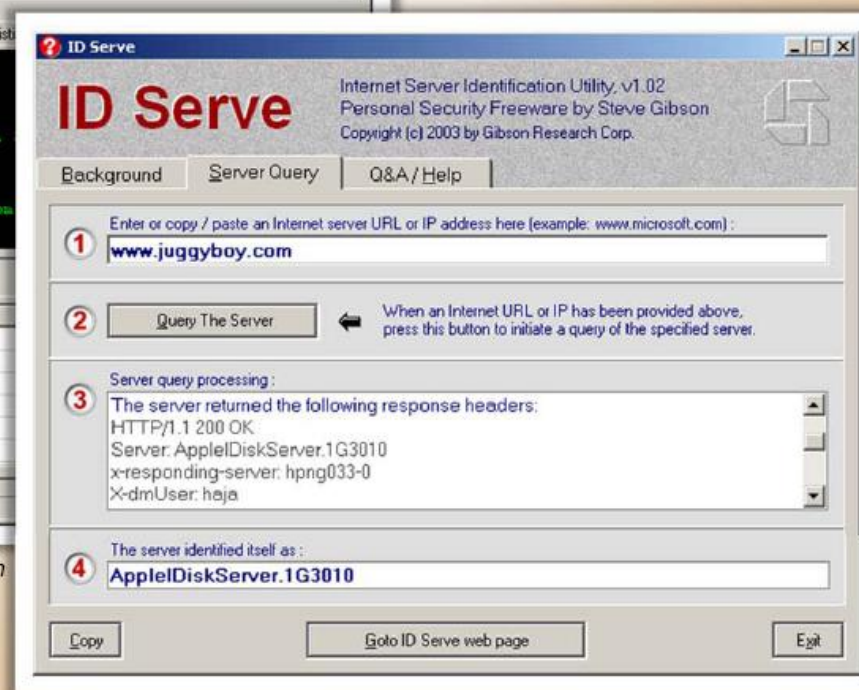 ID Serve
ID Serve
Internet Server Identification Utility, v1.02
Personal Security Freeware by Steve Gibson
Copyright (c) 2003 by Gibson Research Corp.
Background
Server Query
Q&A / Help
Enter or copy / paste an Internet server URL or IP address here (example: www.microsoft.com) :
1
www.juggyboy.com
2
Query The Server
When an Internet URL or IP has been provided above,
press this button to initiate a query of the specified server.
Server query processing :
3
The server returned the following response headers:
HTTP/1.1 200 OK
Server: AppleIDiskServer.1G3010
x-responding-server: hpng033-0
X-dmUser: haja
The server identified itself as :
4
AppleIDiskServer.1G3010
Copy
Goto ID Serve web page
Exit